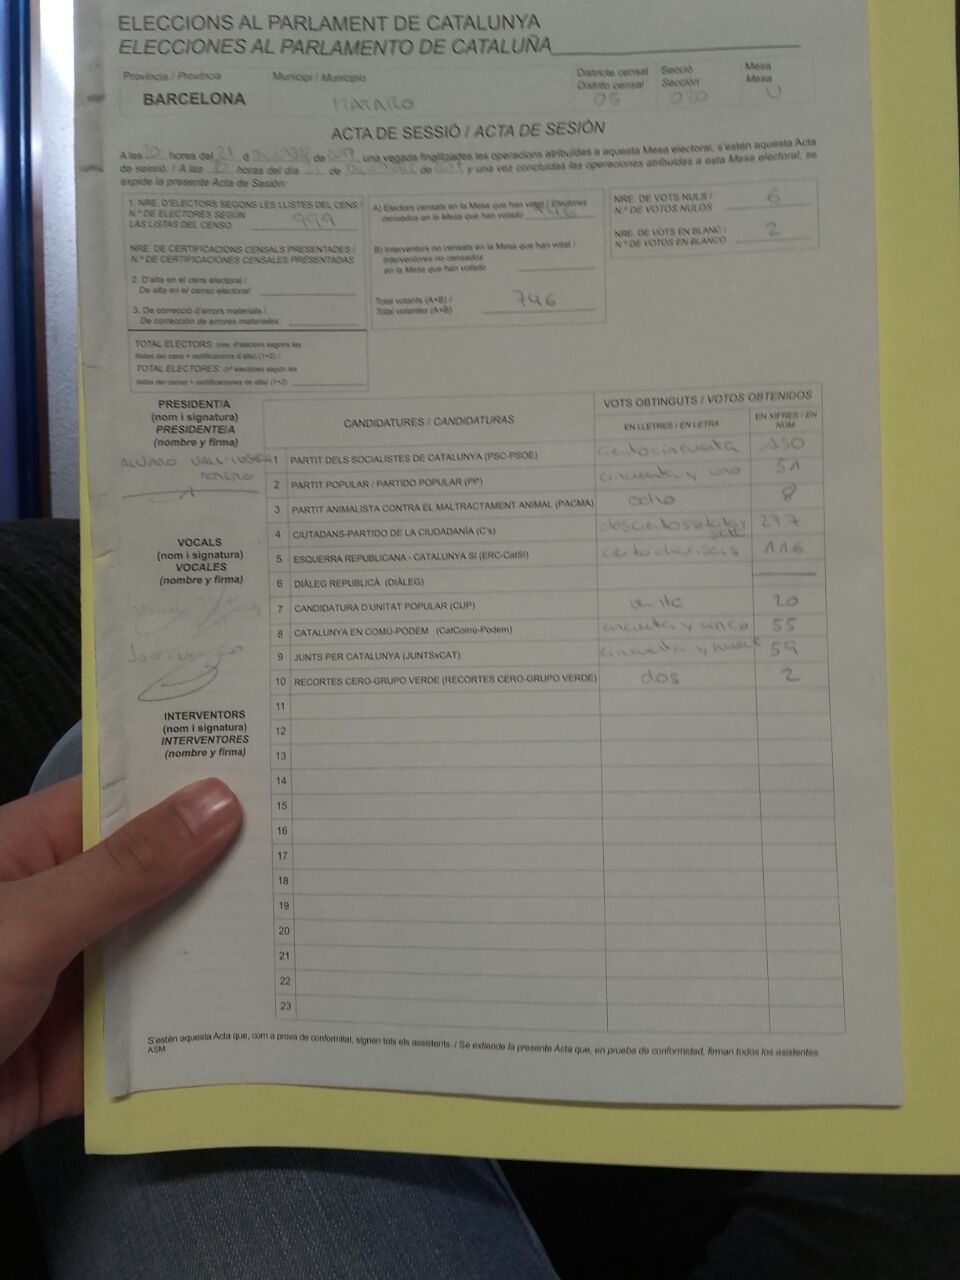 ELECCIONS AL PARLAMENT DE CATALUNYA
ELECCIONES AL PARLAMENTO DE CATALUÑA
Província / Provincia
BARCELONA
Municipi / Municipio
MATARO
Districte censal
Distrito censal
05
Secció
Sección
020
Mesa
Mesa
U
ACTA DE SESSIÓ / ACTA DE SESIÓN
A les 20 hores del 21 d de 2017, una vegada finalitzades les operacions atribuïdes a aquesta Mesa electoral, s'estén aquesta Acta
de sessió: / A las horas del día de de y una vez concluidas las operaciones atribuidas a esta Mesa electoral, se
expide la presente Acta de Sesión:
1. NRE. D'ELECTORS SEGONS LES LLISTES DEL CENS /
N.º DE ELECTORES SEGÚN
LAS LISTAS DEL CENSO 999
NRE. DE CERTIFICACIONS CENSALS PRESENTADES /
N.º DE CERTIFICACIONES CENSALES PRESENTADAS
2. D'alta en el cens electoral /
De alta en el censo electoral:
3. De correcció d'errors materials /
De corrección de errores materiales:
TOTAL ELECTORS: (nre. d'electors segons les
llistes del cens + certificacions d'alta) (1+2) /
TOTAL ELECTORES: (nº electores según las
listas del censo + certificaciones de alta) (1+2)
A) Electors censats en la Mesa que han votat / Electores
censados en la Mesa que han votado 746
B) Interventors no censats en la Mesa que han votat /
Interventores no censados
en la Mesa que han votado
Total votants (A+B) /
Total votantes (A+B) 746
NRE. DE VOTS NULS /
N.º DE VOTOS NULOS 6
NRE. DE VOTS EN BLANC /
N.º DE VOTOS EN BLANCO 2
PRESIDENT/A
(nom i signatura)
PRESIDENTE/A
(nombre y firma)
ALVARO
VOCALS
(nom i signatura)
VOCALES
(nombre y firma)
INTERVENTORS
(nom i signatura)
INTERVENTORES
(nombre y firma)
CANDIDATURES / CANDIDATURAS
VOTS OBTINGUTS / VOTOS OBTENIDOS
EN LLETRES / EN LETRA
EN XIFRES / EN
NÚM
1 PARTIT DELS SOCIALISTES DE CATALUNYA (PSC-PSOE) ciento cincuenta 150
2 PARTIT POPULAR / PARTIDO POPULAR (PP) cincuenta y uno 51
3 PARTIT ANIMALISTA CONTRA EL MALTRACTAMENT ANIMAL (PACMA) ocho 8
4 CIUTADANS-PARTIDO DE LA CIUDADANÍA (C's) 277
5 ESQUERRA REPUBLICANA - CATALUNYA SÍ (ERC-CatSí) ciento dieciseis 116
6 DIÀLEG REPUBLICÀ (DIÀLEG)
7 CANDIDATURA D'UNITAT POPULAR (CUP) veinte 20
8 CATALUNYA EN COMÚ-PODEM (CatComú-Podem) cincuenta y cinco 55
9 JUNTS PER CATALUNYA (JUNTSxCAT) cincuenta y nueve 59
10 RECORTES CERO-GRUPO VERDE (RECORTES CERO-GRUPO VERDE) dos 2
11
12
13
14
15
16
17
18
19
20
21
22
23
S'estén aquesta Acta que, com a prova de conformitat, signen tots els assistents. / Se extiende la presente Acta que, en prueba de conformidad, firman todos los asistentes
ASM